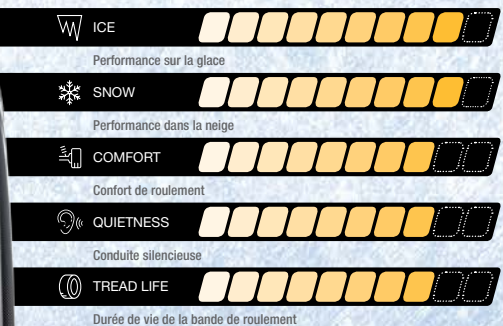 ICE
Performance sur la glace
SNOW
Performance dans la neige
COMFORT
Confort de roulement
QUIETNESS
Conduite silencieuse
TREAD LIFE
Durée de vie de la bande de roulement